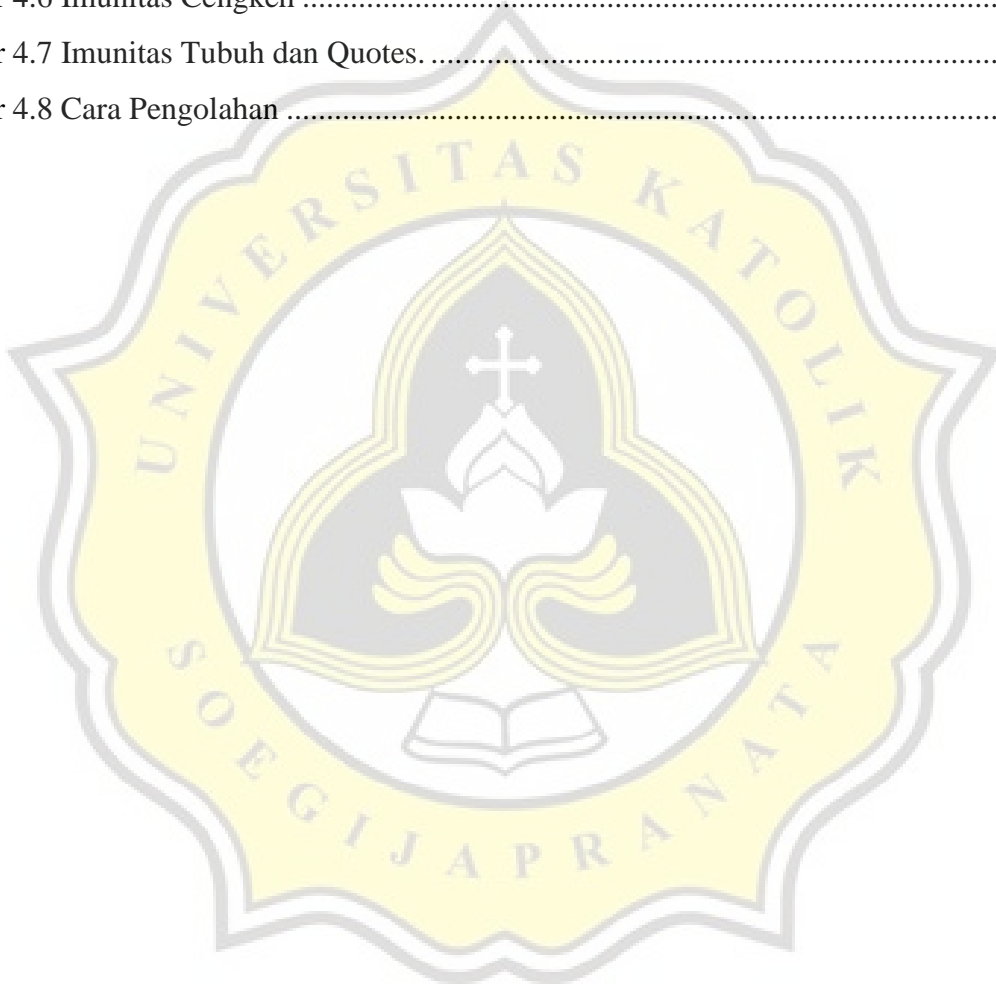 r 4.6 Imunitas Cengkeh ....................................................................................
r 4.7 Imunitas Tubuh dan Quotes. .....................................................................
r 4.8 Cara Pengolahan ......................................................................................
UNIVERSITAS KATOLIK
SOEGIJAPRANATA